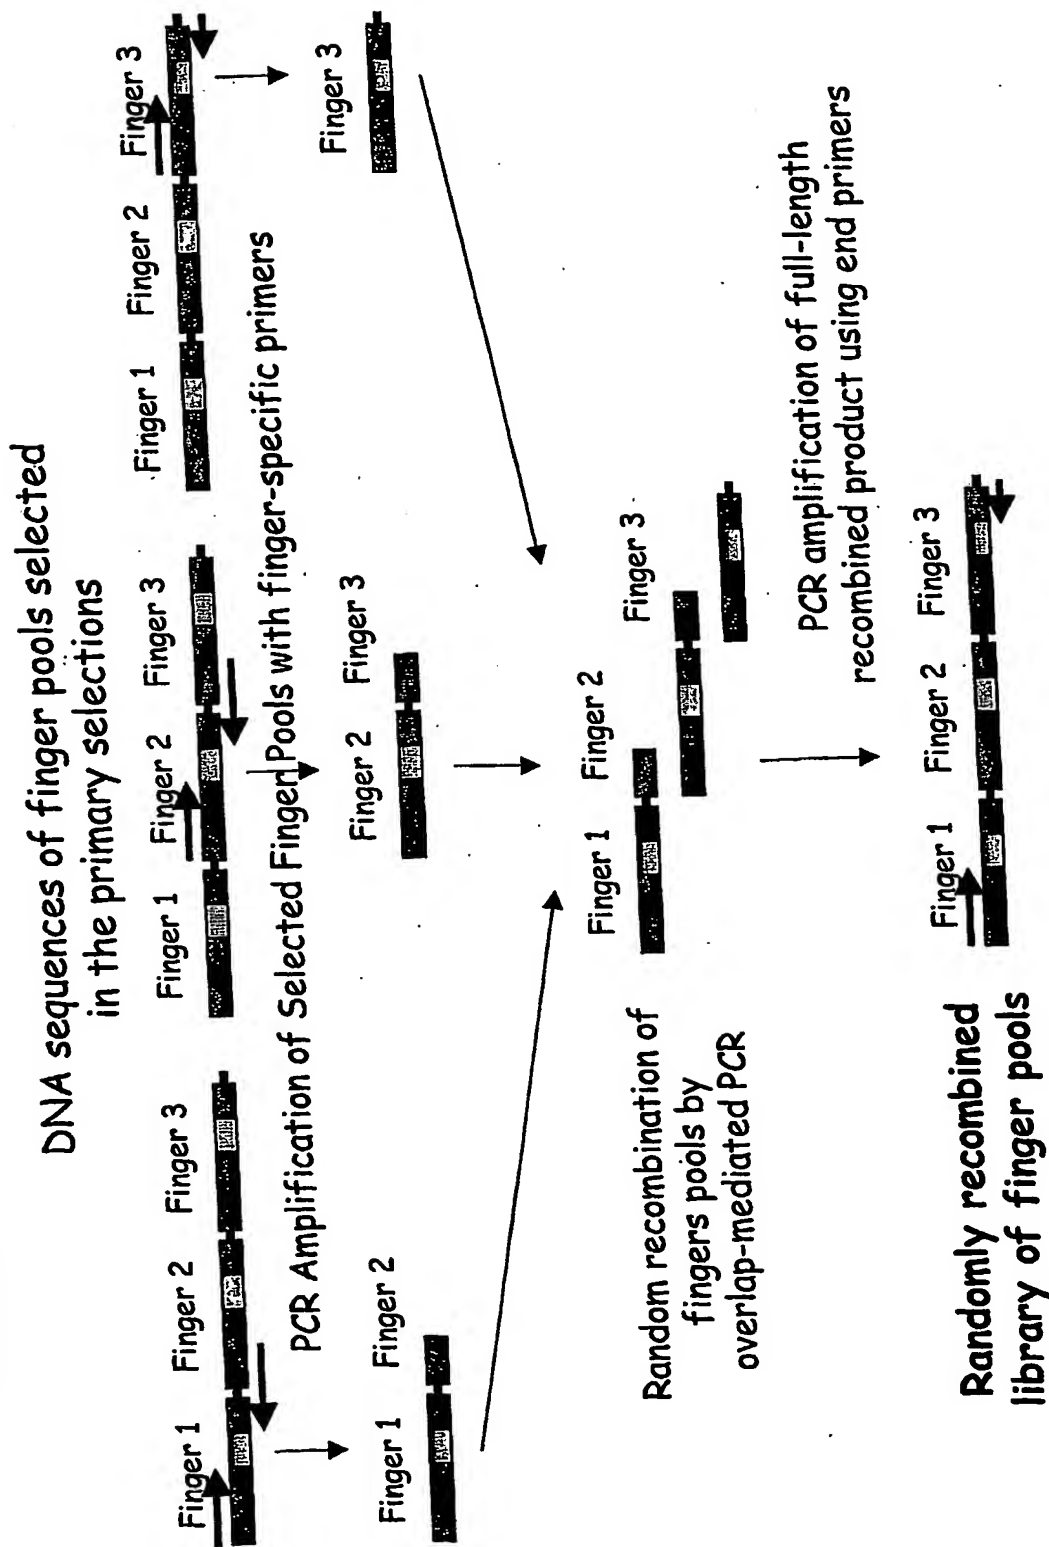 DNA sequences of finger pools selected
in the primary selections
Finger 1 Finger 2 Finger 3
Finger 1 Finger 2 Finger 3
Finger 1 Finger 2 Finger 3
PCR Amplification of Selected Finger Pools with finger-specific primers
Finger 1 Finger 2
Finger 2 Finger 3
Finger 3
Random recombination of
fingers pools by
overlap-mediated PCR
Finger 1 Finger 2 Finger 3
PCR amplification of full-length
recombined product using end primers
Randomly recombined
library of finger pools
Finger 1 Finger 2 Finger 3